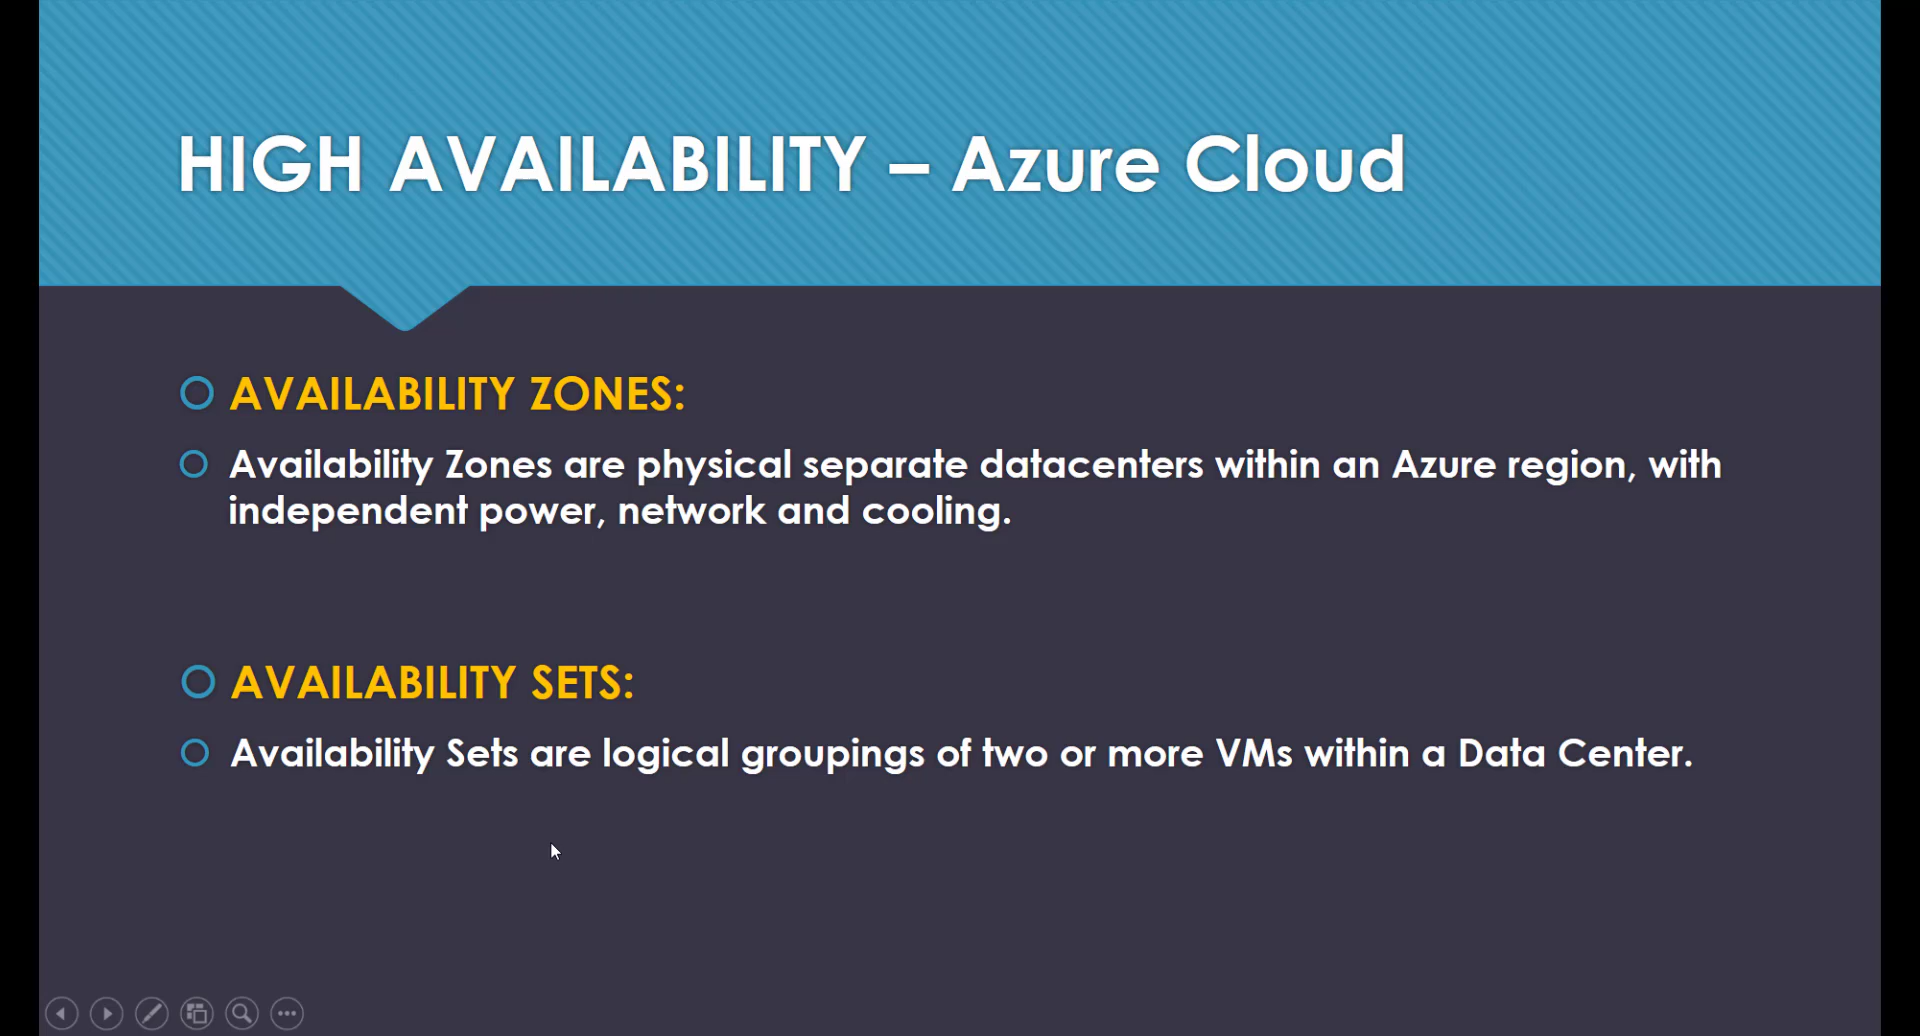 HIGH AVAILABILITY – Azure Cloud
AVAILABILITY ZONES:
Availability Zones are physical separate datacenters within an Azure region, with
independent power, network and cooling.
AVAILABILITY SETS:
Availability Sets are logical groupings of two or more VMs within a Data Center.